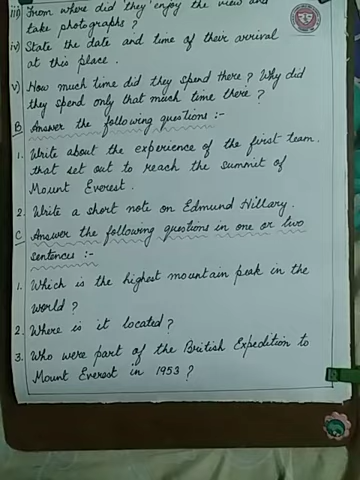 iii) From where did they enjoy the view and
take photographs?
iv) State the date and time of their arrival
at this place.
v) How much time did they spend there? Why did
they spend only that much time there?
B Answer the following questions :-
1. Write about the experience of the first team
that set out to reach the summit of
Mount Everest.
2. Write a short note on Edmund Hillary.
C Answer the following questions in one or two
sentences :-
1. Which is the highest mountain peak in the
world?
2. Where is it located?
3. Who were part of the British Expedition to
Mount Everest in 1953?